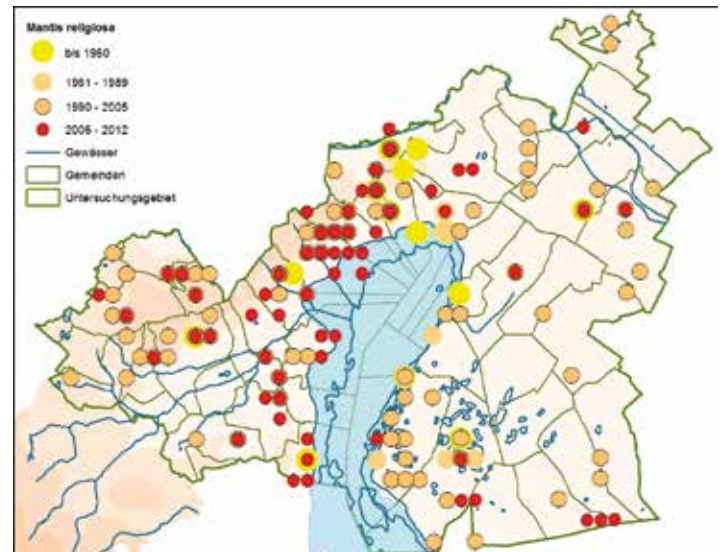 Mantis religiosa
bis 1960
1961 - 1989
1990 - 2005
2006 - 2012
Gewässer
Gemeinden
Untersuchungsgebiet